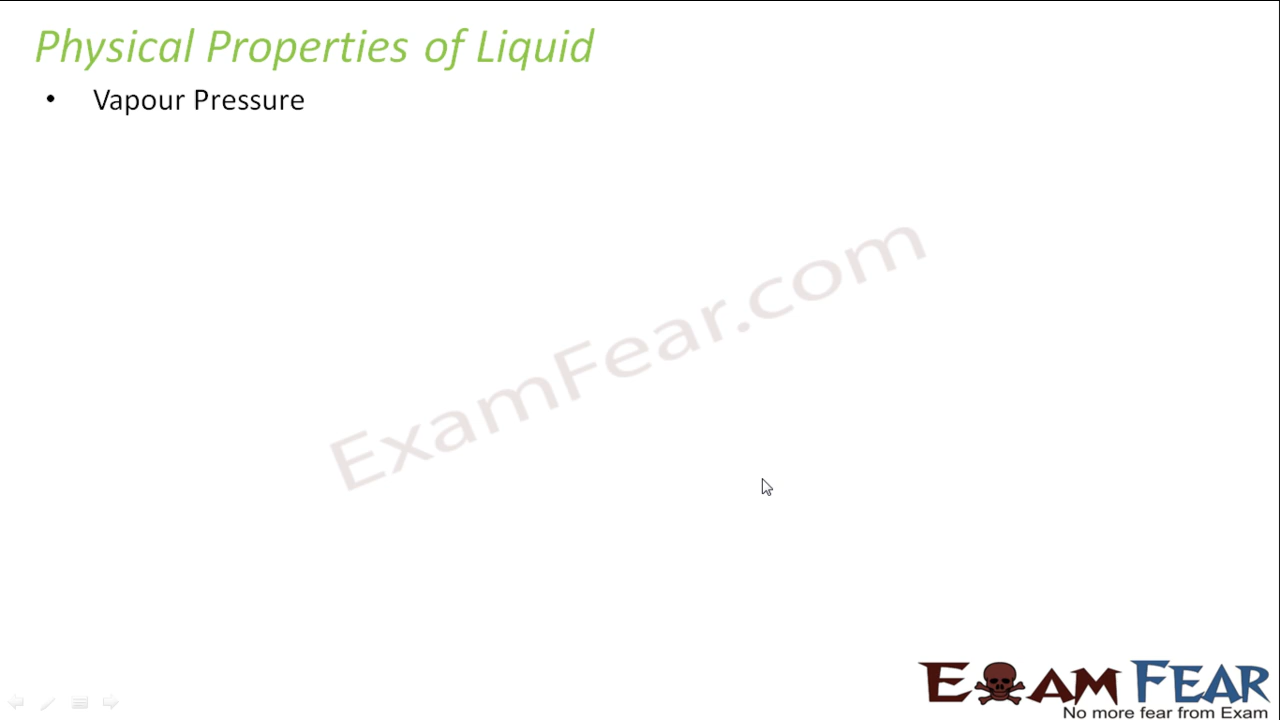 Physical Properties of Liquid
• Vapour Pressure
ExamFear.com
EXAM FEAR
No more fear from Exam